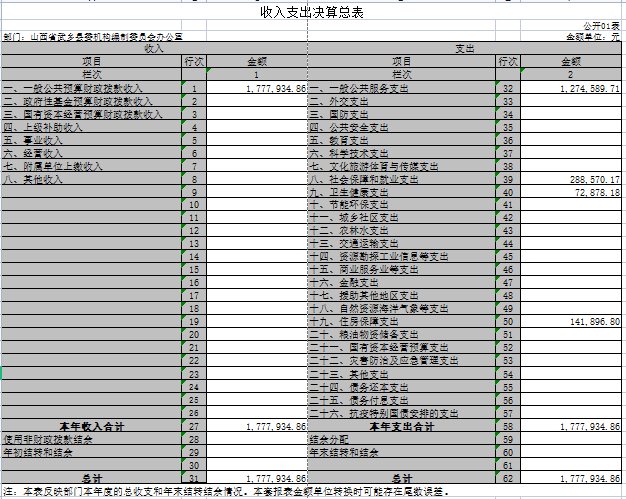 收入支出决算总表
公开01表
部门：山西省武乡县委机构编制委员会办公室 金额单位：元
收入 支出
项目 行次 金额 项目 行次 金额
栏次 1 栏次 2
一、一般公共预算财政拨款收入 1 1,777,934.86 一、一般公共服务支出 32 1,274,589.71
二、政府性基金预算财政拨款收入 2 二、外交支出 33
三、国有资本经营预算财政拨款收入 3 三、国防支出 34
四、上级补助收入 4 四、公共安全支出 35
五、事业收入 5 五、教育支出 36
六、经营收入 6 六、科学技术支出 37
七、附属单位上缴收入 7 七、文化旅游体育与传媒支出 38
八、其他收入 8 八、社会保障和就业支出 39 288,570.17
9 九、卫生健康支出 40 72,878.18
10 十、节能环保支出 41
11 十一、城乡社区支出 42
12 十二、农林水支出 43
13 十三、交通运输支出 44
14 十四、资源勘探工业信息等支出 45
15 十五、商业服务业等支出 46
16 十六、金融支出 47
17 十七、援助其他地区支出 48
18 十八、自然资源海洋气象等支出 49
19 十九、住房保障支出 50 141,896.80
20 二十、粮油物资储备支出 51
21 二十一、国有资本经营预算支出 52
22 二十二、灾害防治及应急管理支出 53
23 二十三、其他支出 54
24 二十四、债务还本支出 55
25 二十五、债务付息支出 56
26 二十六、抗疫特别国债安排的支出 57
本年收入合计 27 1,777,934.86 本年支出合计 58 1,777,934.86
使用非财政拨款结余 28 结余分配 59
年初结转和结余 29 年末结转和结余 60
30 61
总计 31 1,777,934.86 总计 62 1,777,934.86
注：本表反映部门本年度的总收支和年末结转结余情况。本套报表金额单位转换时可能存在尾数误差。